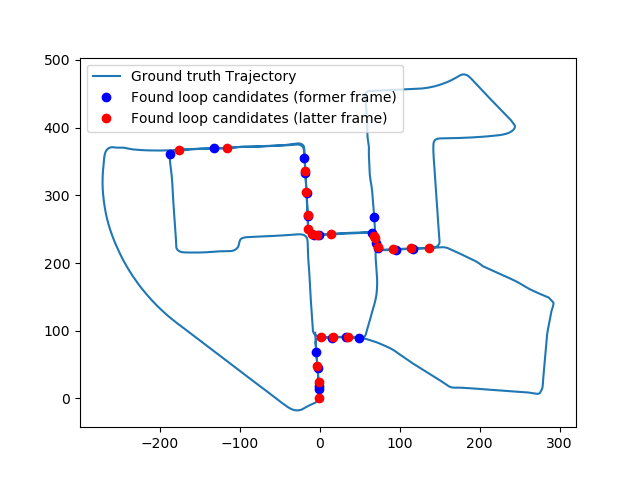 500
Ground truth Trajectory
Found loop candidates (former frame)
Found loop candidates (latter frame)
400
300
200
100
0
−200 −100 0 100 200 300